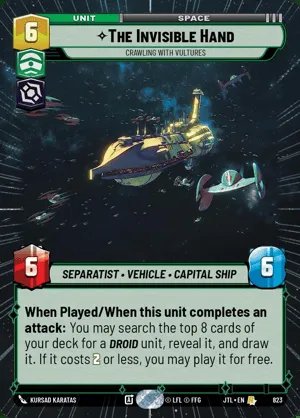 UNIT SPACE
6
✧THE INVISIBLE HAND
CRAWLING WITH VULTURES
6
6
SEPARATIST • VEHICLE • CAPITAL SHIP
When Played/When this unit completes an
attack: You may search the top 8 cards of
your deck for a DROID unit, reveal it, and draw
it. If it costs 2 or less, you may play it for free.
KURSAD KARATAS
© LFL © FFG
JTL • EN
823